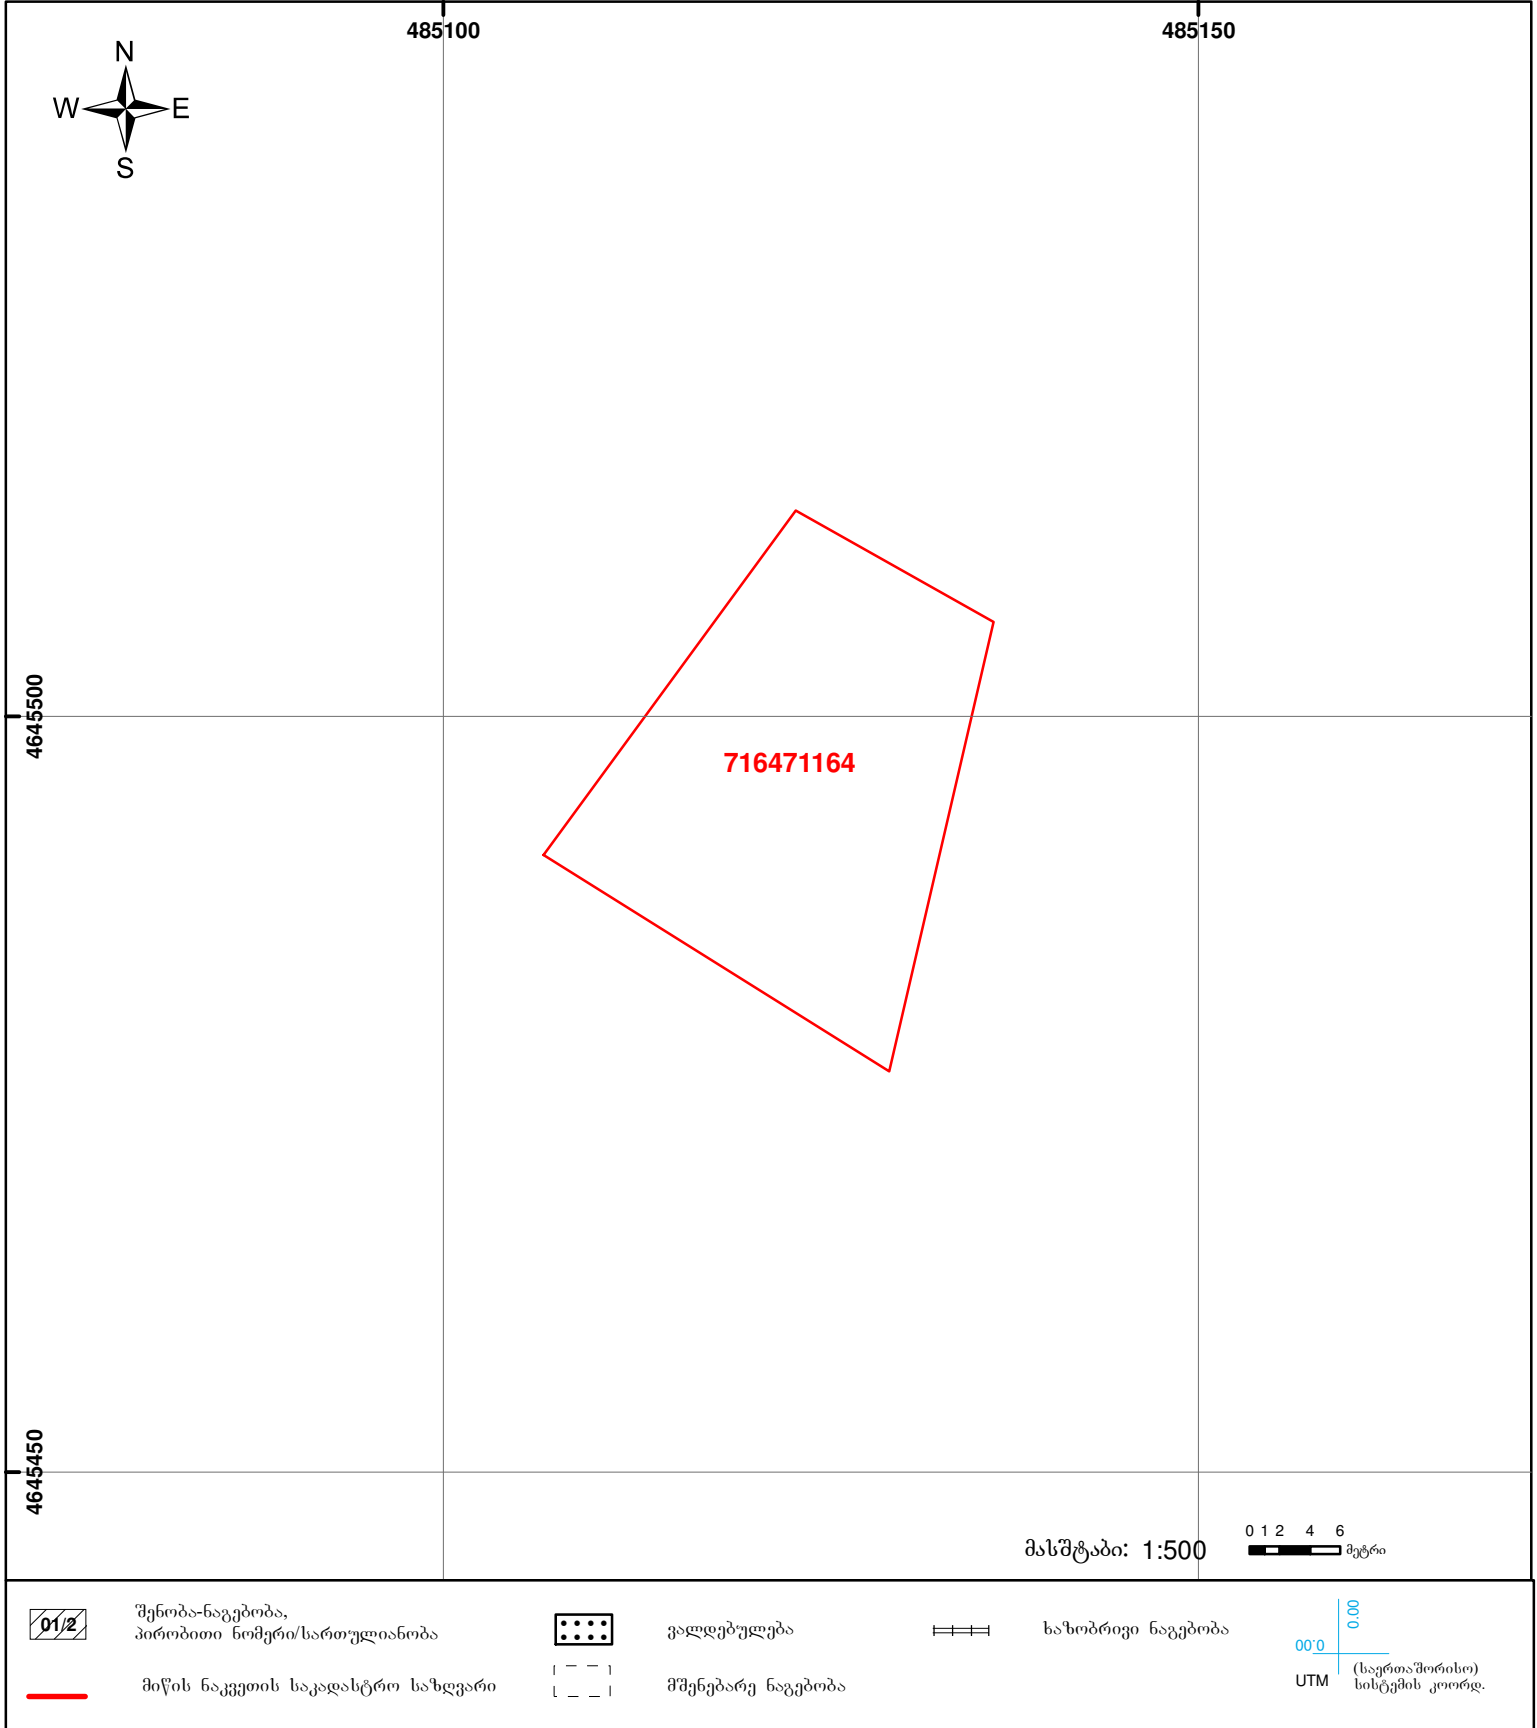 485100
485150
N
W
E
S
4645500
716471164
4645450
მასშტაბი: 1:500
0 1 2 4 6
მეტრი
01/2
შენობა-ნაგებობა,
პირობითი ნომერი/სართულიანობა
ვალდებულება
ხაზობრივი ნაგებობა
00.0
0.00
UTM
(საერთაშორისო)
სისტემის კოორდ.
მიწის ნაკვეთის საკადასტრო საზღვარი
მშენებარე ნაგებობა